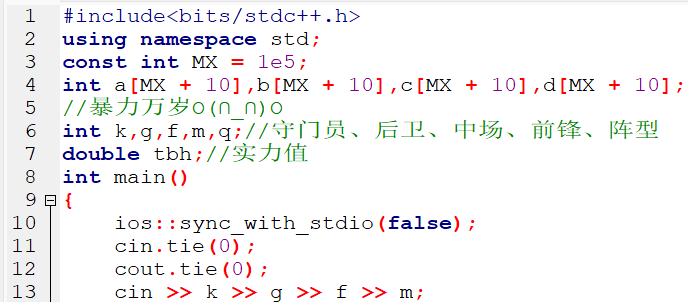 1 #include<bits/stdc++.h>
2 using namespace std;
3 const int MX = 1e5;
4 int a[MX + 10],b[MX + 10],c[MX + 10],d[MX + 10];
5 //暴力万岁O(∩_∩)O
6 int k,g,f,m,q;//守门员、后卫、中场、前锋、阵型
7 double tbh;//实力值
8 int main()
9 {
10 ios::sync_with_stdio(false);
11 cin.tie(0);
12 cout.tie(0);
13 cin >> k >> g >> f >> m;